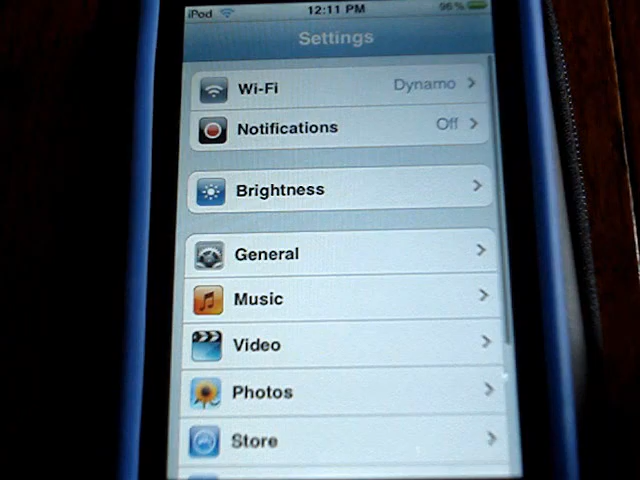 iPod 12:11 PM 96%
Settings
Wi-Fi Dynamo
Notifications Off
Brightness
General
Music
Video
Photos
Store